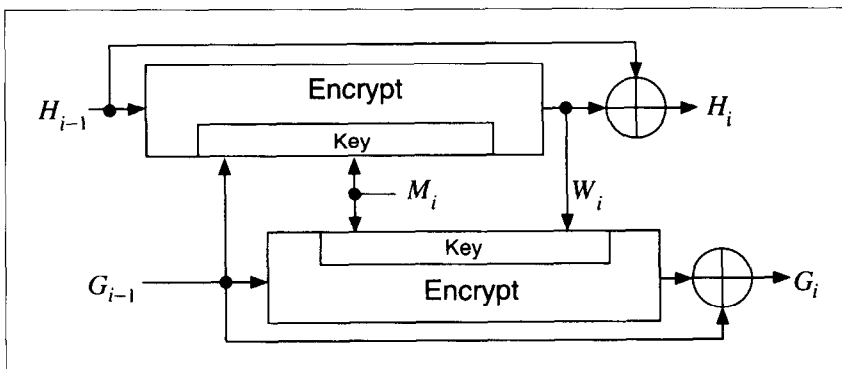 Encrypt
H_{i-1}
H_i
Key
M_i
W_i
Key
G_{i-1}
Encrypt
G_i